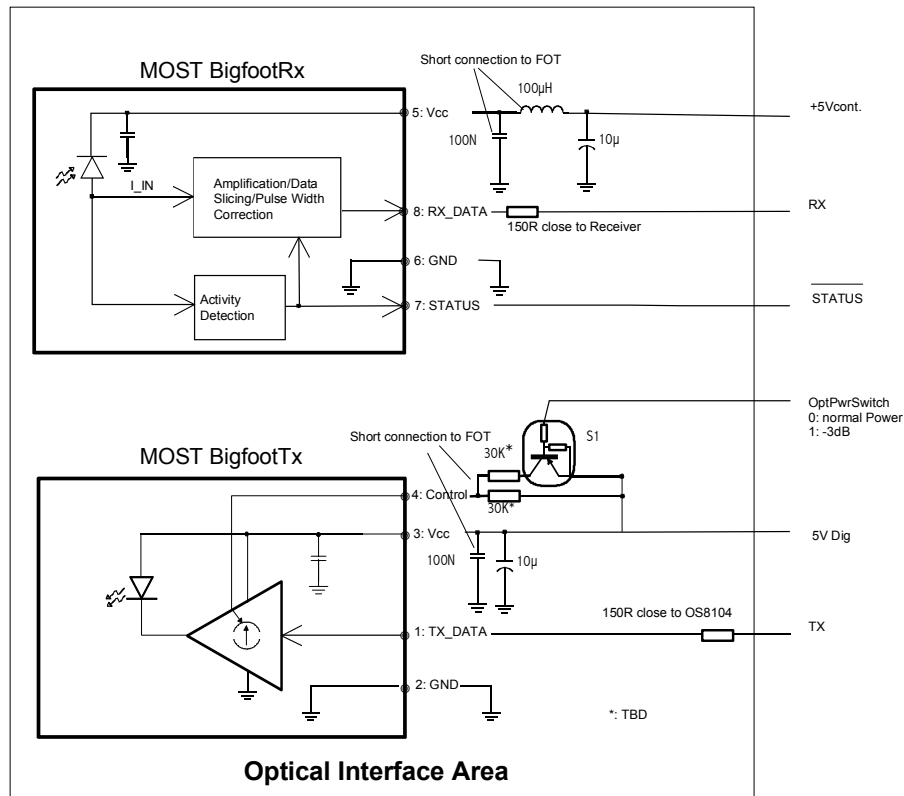 MOST BigfootRx
Short connection to FOT
100µH
+5Vcont.
5: Vcc
100N
10µ
I_IN
Amplification/Data
Slicing/Pulse Width
Correction
8: RX_DATA
RX
150R close to Receiver
6: GND
Activity
Detection
7: STATUS
STATUS
OptPwrSwitch
0: normal Power
1: -3dB
S1
Short connection to FOT
30K*
MOST BigfootTx
4: Control
30K*
3: Vcc
5V Dig
100N
10µ
150R close to OS8104
1: TX_DATA
TX
2: GND
*: TBD
Optical Interface Area